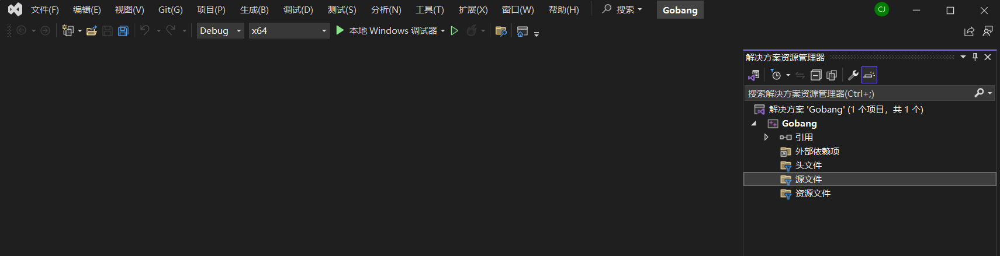 文件(F) 编辑(E) 视图(V) Git(G) 项目(P) 生成(B) 调试(D) 测试(S) 分析(N) 工具(T) 扩展(X) 窗口(W) 帮助(H) 搜索 Gobang CJ
Debug x64 本地 Windows 调试器
解决方案资源管理器
搜索解决方案资源管理器(Ctrl+;)
解决方案 'Gobang' (1 个项目，共 1 个)
Gobang
引用
外部依赖项
头文件
源文件
资源文件